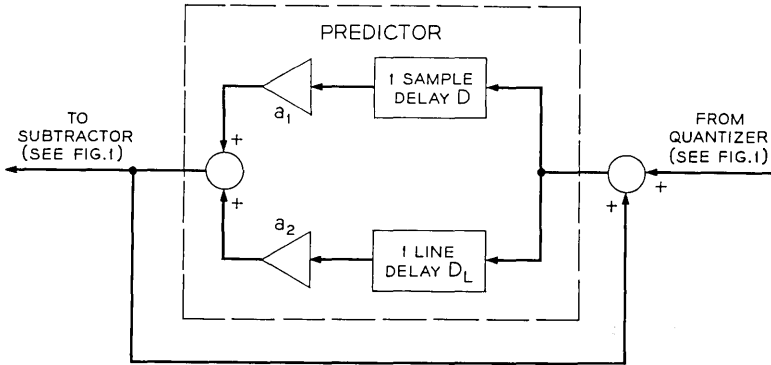 PREDICTOR
1 SAMPLE
DELAY D
a₁
+
TO
SUBTRACTOR
(SEE FIG.1)
FROM
QUANTIZER
(SEE FIG.1)
+
+
+
a₂
1 LINE
DELAY D_L